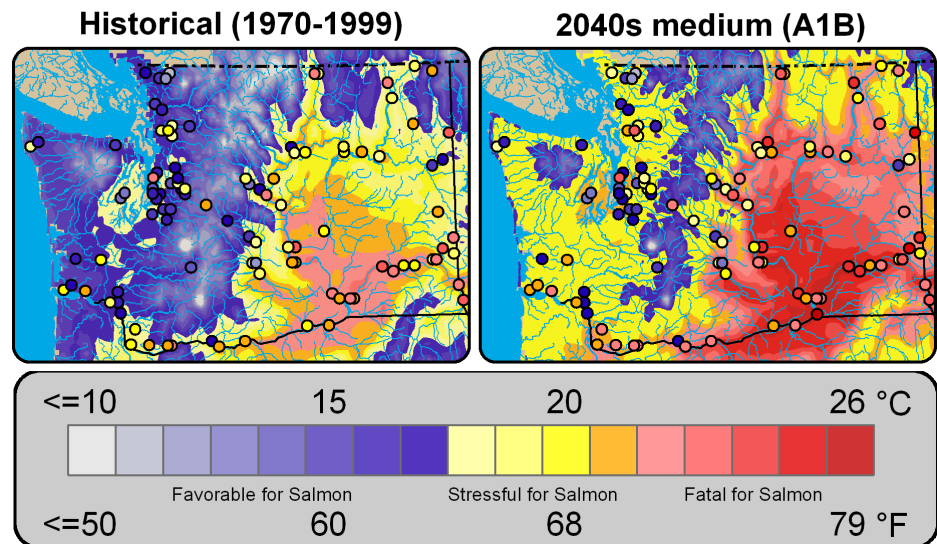 Historical (1970-1999)
2040s medium (A1B)
<=10 15 20 26 °C
Favorable for Salmon Stressful for Salmon Fatal for Salmon
<=50 60 68 79 °F